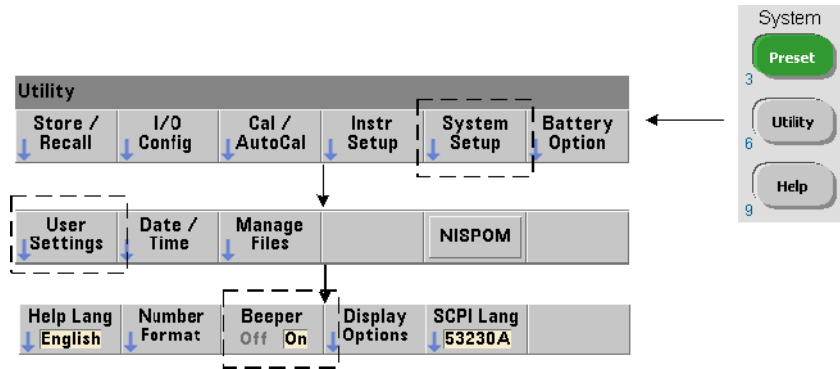 System
Preset
3
Utility
6
Help
9
Utility
Store / Recall
I/O Config
Cal / AutoCal
Instr Setup
System Setup
Battery Option
User Settings
Date / Time
Manage Files
NISPOM
Help Lang English
Number Format
Beeper Off On
Display Options
SCPI Lang 53230A